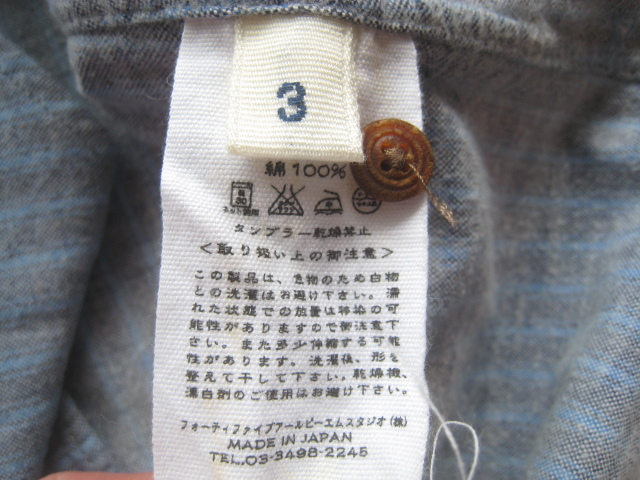 3
綿100%
ネット使用
タンブラー乾燥禁止
<取り扱い上の御注意>
この製品は、色物のため白物
との洗濯はお避け下さい。濡
れた状態での放置は移染の可
能性がありますので御注意下
さい。また多少伸縮する可能
性があります。洗濯後、形を
整えて干して下さい。乾燥機、
漂白剤のご使用はお避け下さい。
フォーティファイブアールピーエムスタジオ(株)
MADE IN JAPAN
TEL.03-3498-2245